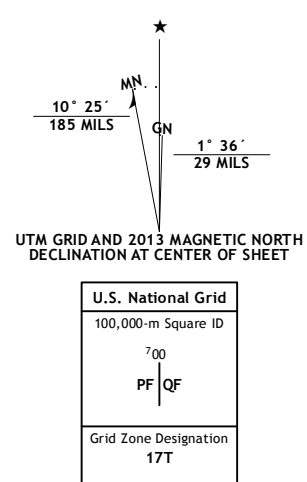 ★
MN
10° 25´
185 MILS
GN
1° 36´
29 MILS
UTM GRID AND 2013 MAGNETIC NORTH
DECLINATION AT CENTER OF SHEET
U.S. National Grid
100,000-m Square ID
⁷00
PF QF
Grid Zone Designation
17T